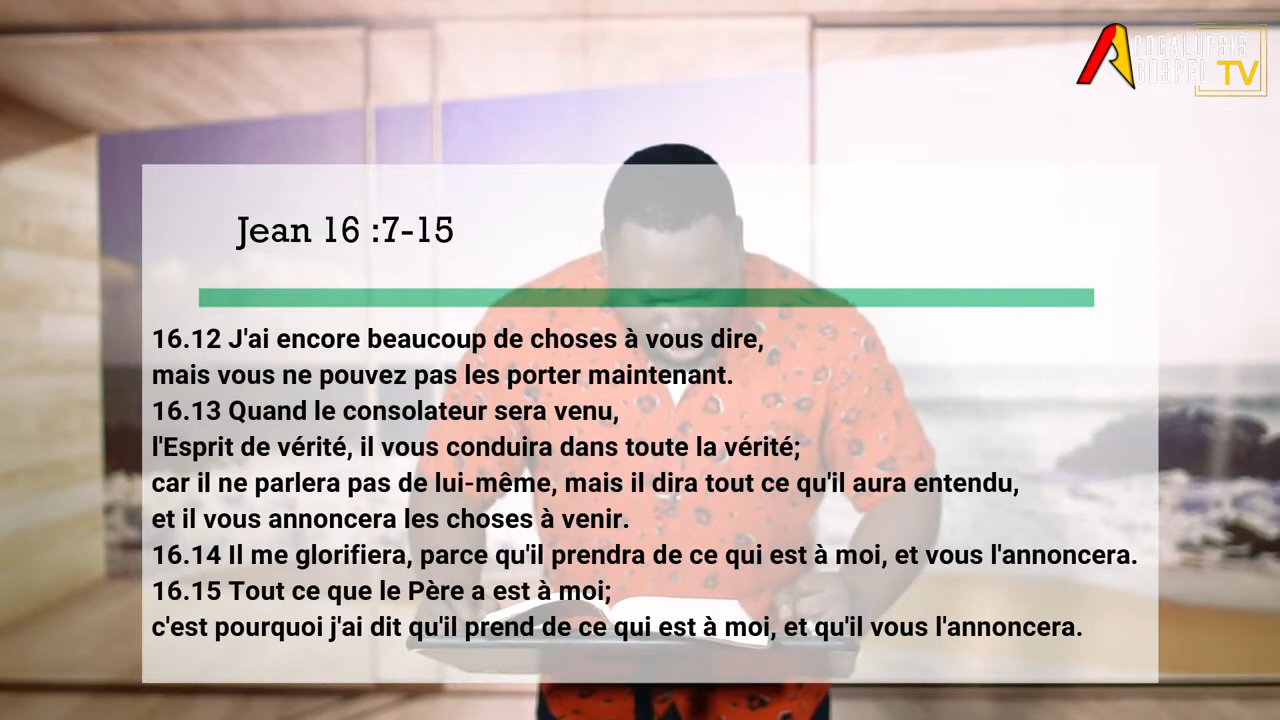 APOCALUPSIS
GOSPEL TV
Jean 16 :7-15
16.12 J'ai encore beaucoup de choses à vous dire,
mais vous ne pouvez pas les porter maintenant.
16.13 Quand le consolateur sera venu,
l'Esprit de vérité, il vous conduira dans toute la vérité;
car il ne parlera pas de lui-même, mais il dira tout ce qu'il aura entendu,
et il vous annoncera les choses à venir.
16.14 Il me glorifiera, parce qu'il prendra de ce qui est à moi, et vous l'annoncera.
16.15 Tout ce que le Père a est à moi;
c'est pourquoi j'ai dit qu'il prend de ce qui est à moi, et qu'il vous l'annoncera.